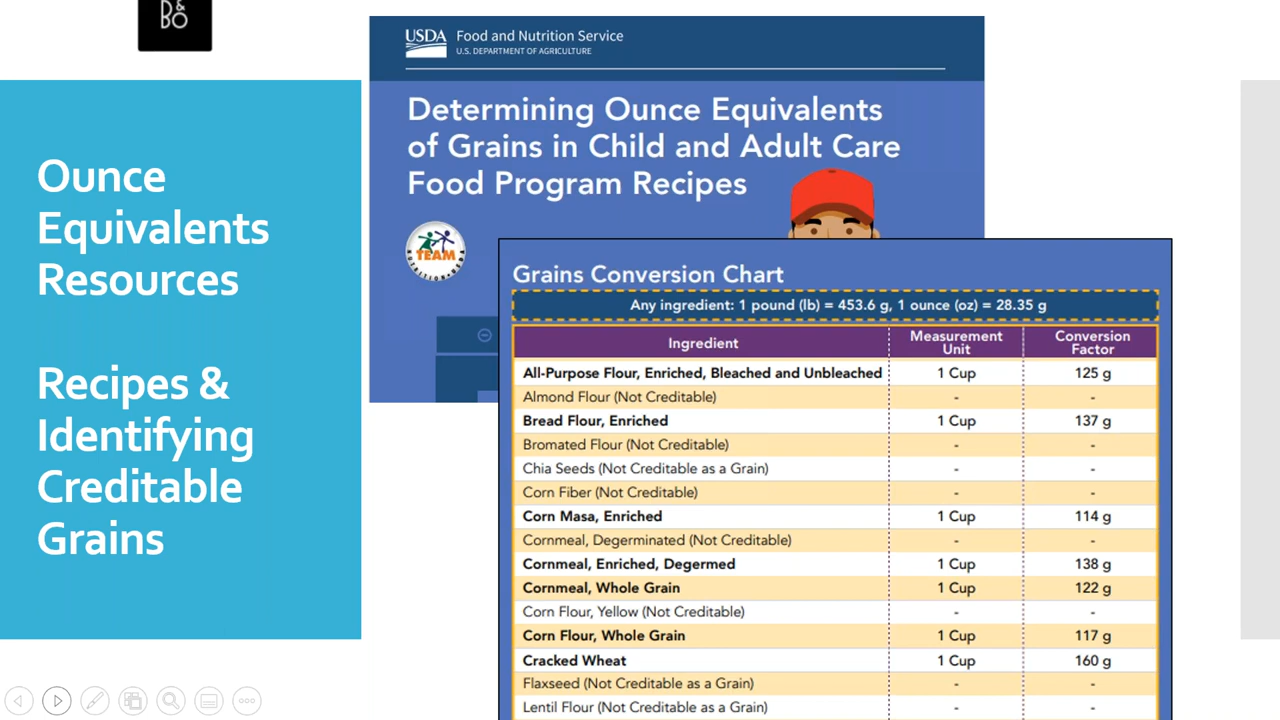 B&
BO
Ounce
Equivalents
Resources
Recipes &
Identifying
Creditable
Grains
USDA Food and Nutrition Service
U.S. DEPARTMENT OF AGRICULTURE
Determining Ounce Equivalents
of Grains in Child and Adult Care
Food Program Recipes
TEAM
NUTRITION USDA
Grains Conversion Chart
Any ingredient: 1 pound (lb) = 453.6 g, 1 ounce (oz) = 28.35 g
Ingredient Measurement Unit Conversion Factor
All-Purpose Flour, Enriched, Bleached and Unbleached 1 Cup 125 g
Almond Flour (Not Creditable) - -
Bread Flour, Enriched 1 Cup 137 g
Bromated Flour (Not Creditable) - -
Chia Seeds (Not Creditable as a Grain) - -
Corn Fiber (Not Creditable) - -
Corn Masa, Enriched 1 Cup 114 g
Cornmeal, Degerminated (Not Creditable) - -
Cornmeal, Enriched, Degermed 1 Cup 138 g
Cornmeal, Whole Grain 1 Cup 122 g
Corn Flour, Yellow (Not Creditable) - -
Corn Flour, Whole Grain 1 Cup 117 g
Cracked Wheat 1 Cup 160 g
Flaxseed (Not Creditable as a Grain) - -
Lentil Flour (Not Creditable as a Grain) - -